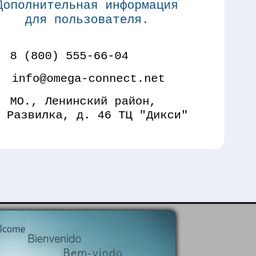 Дополнительная информация
для пользователя.
8 (800) 555-66-04
info@omega-connect.net
МО., Ленинский район,
Развилка, д. 46 ТЦ "Дикси"
lcome
Bienvenido
Bem-vindo